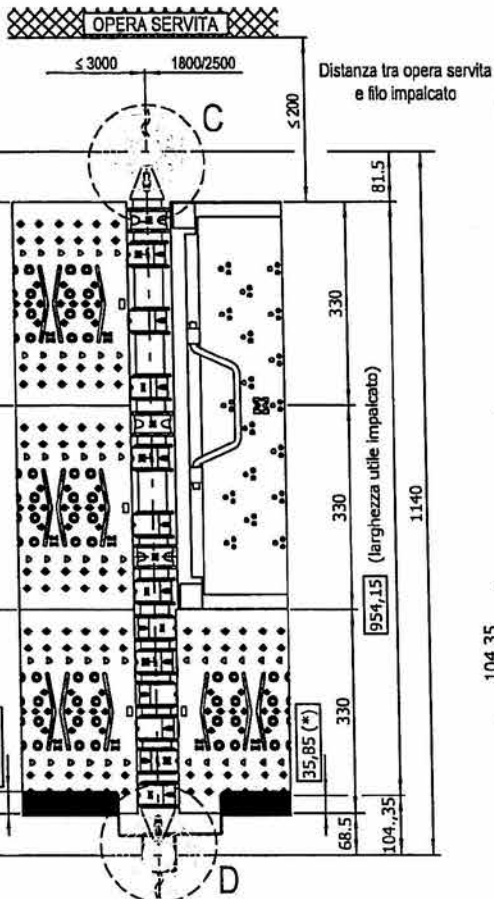 OPERA SERVITA
≤ 3000
1800/2500
Distanza tra opera servita
e filo impalcato
≤ 200
C
81.5
330
330
(larghezza utile impalcato)
954,15
1140
104,35
330
35,85 (*)
68.5
104.,35
D